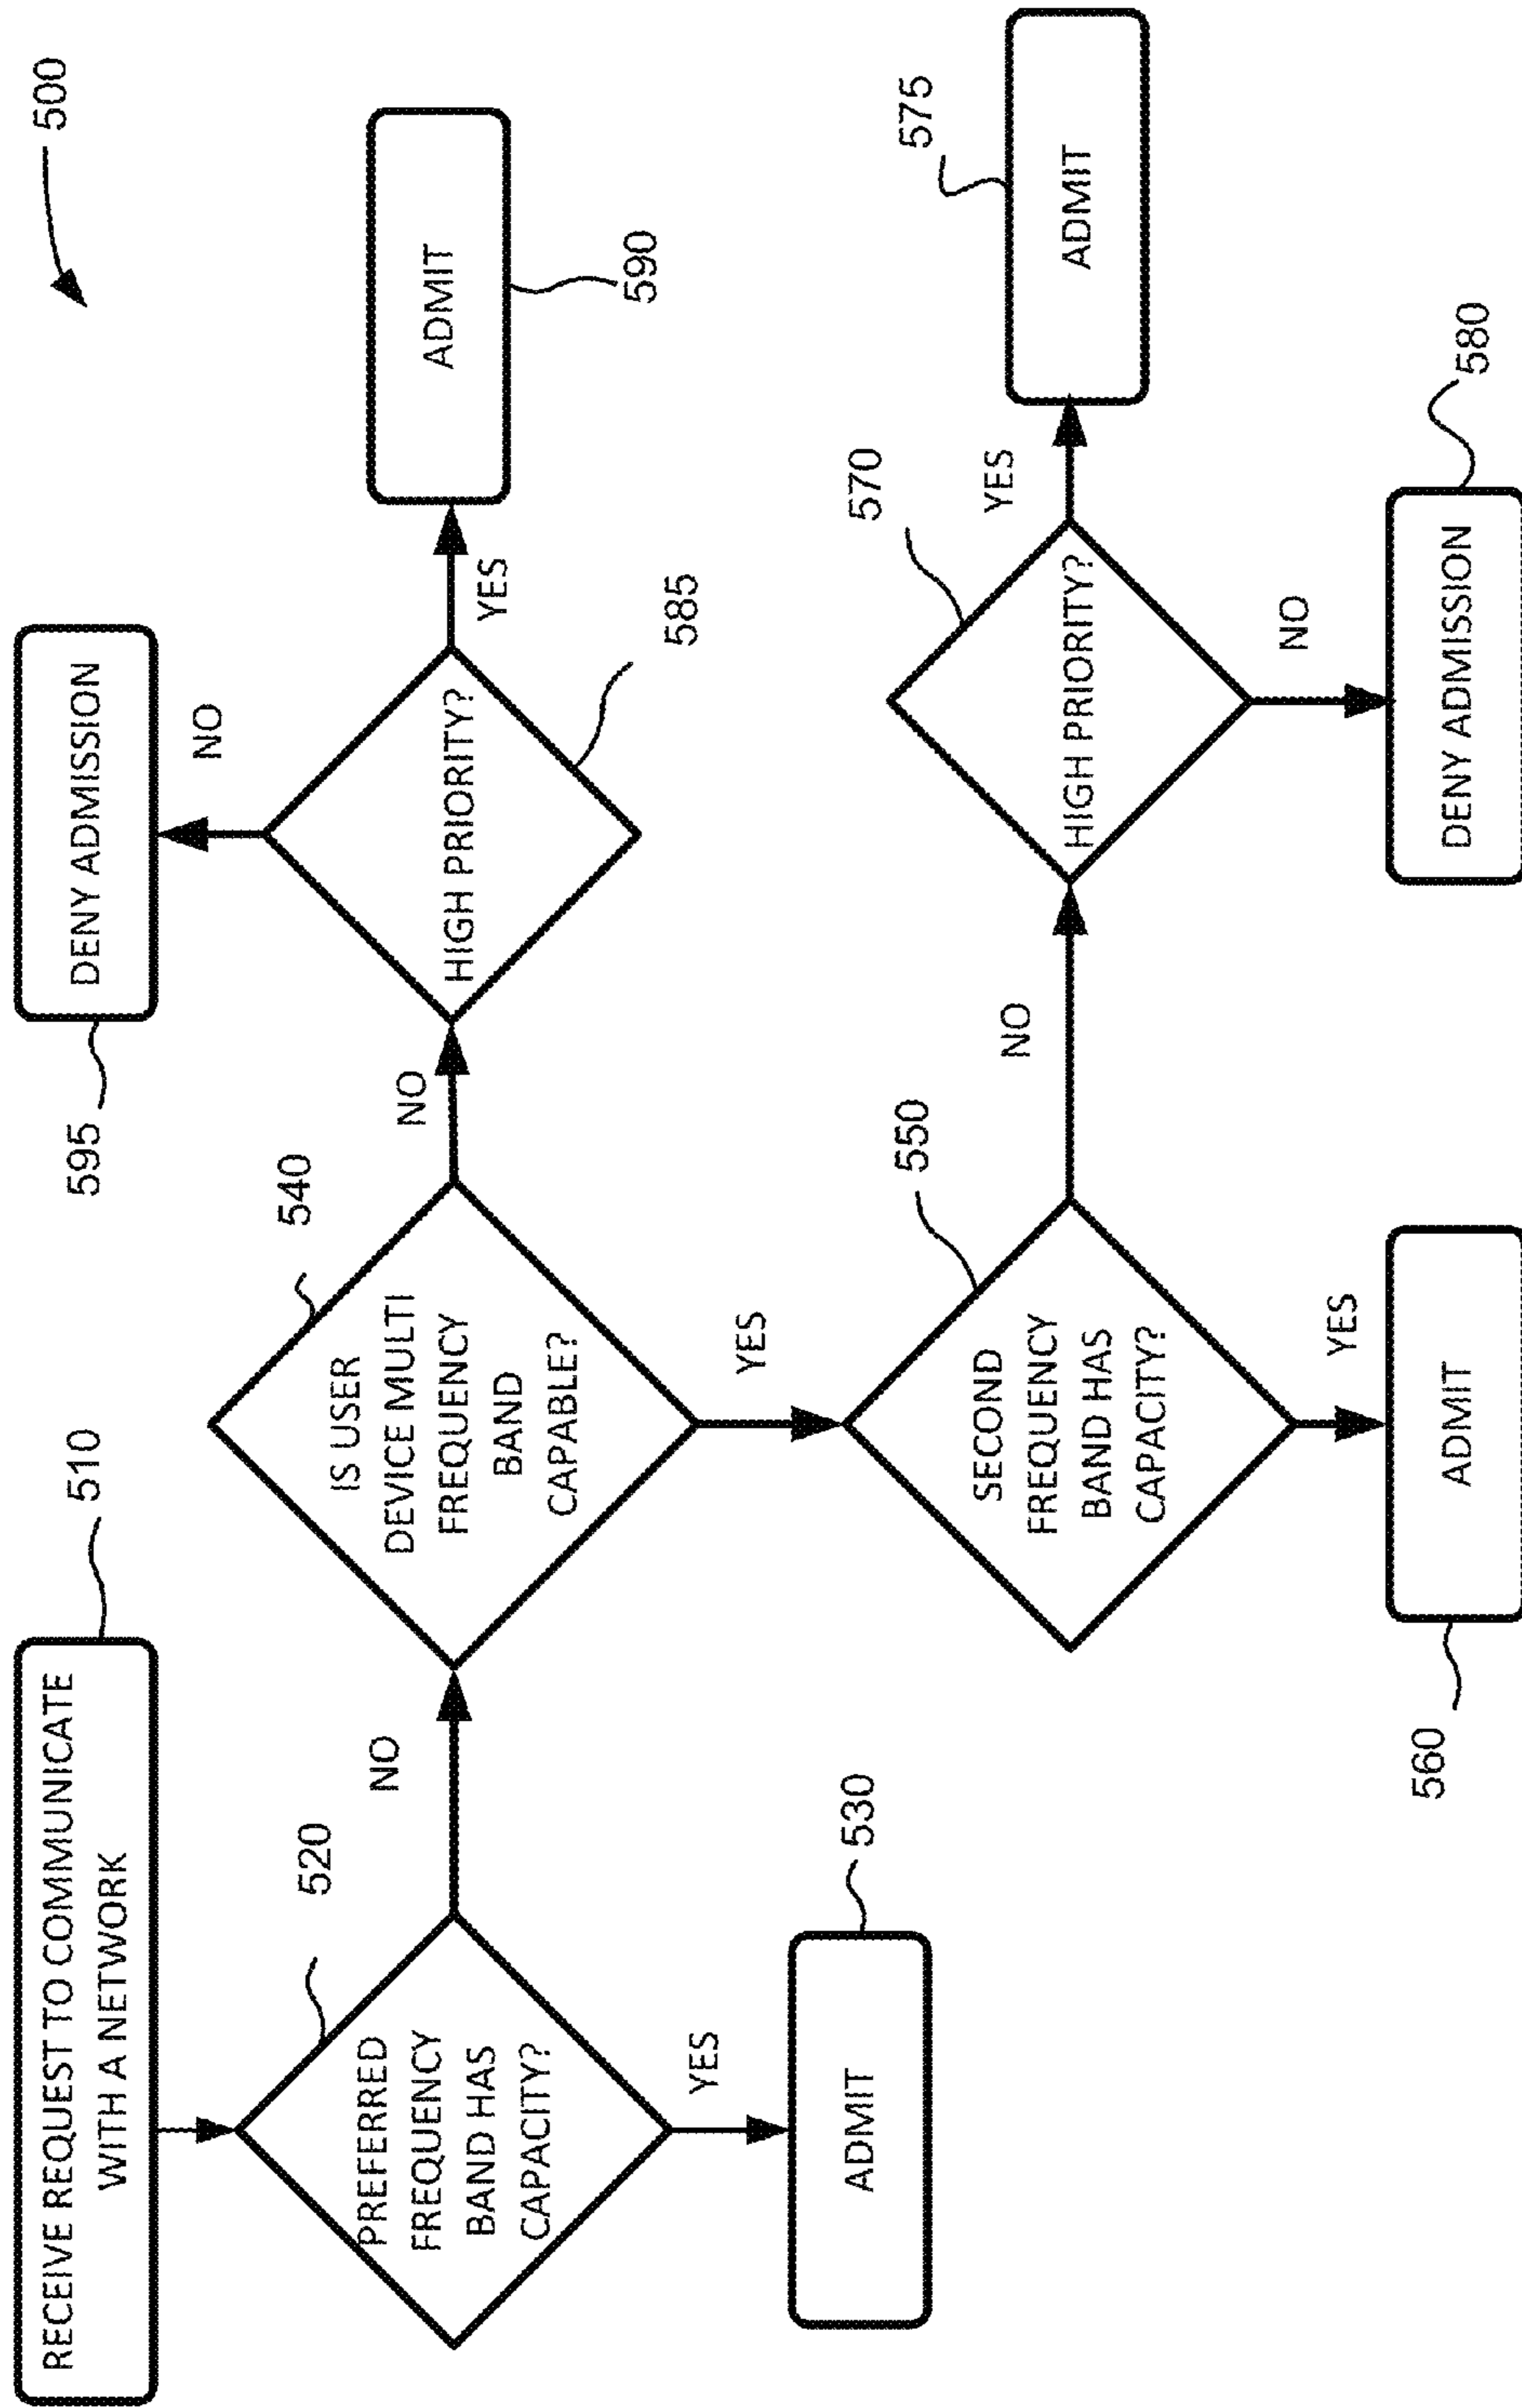 500
RECEIVE REQUEST TO COMMUNICATE
WITH A NETWORK
510
PREFERRED
FREQUENCY
BAND HAS
CAPACITY?
520
YES
ADMIT
530
NO
IS USER
DEVICE MULTI
FREQUENCY
BAND
CAPABLE?
540
NO
HIGH PRIORITY?
585
NO
DENY ADMISSION
595
YES
ADMIT
590
YES
SECOND
FREQUENCY
BAND HAS
CAPACITY?
550
YES
ADMIT
560
NO
HIGH PRIORITY?
570
YES
ADMIT
575
NO
DENY ADMISSION
580